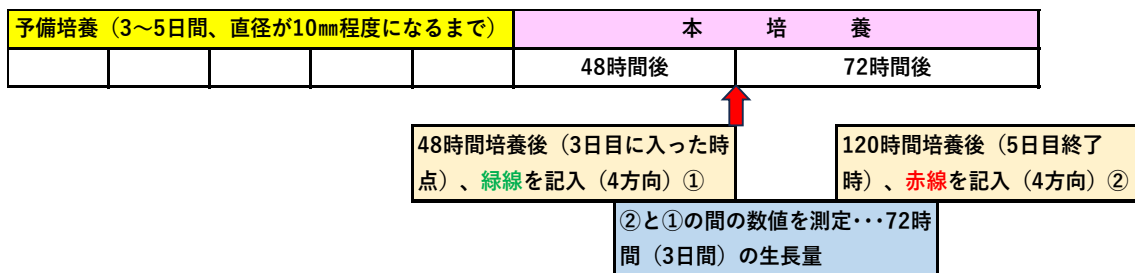 予備培養（3～5日間、直径が10㎜程度になるまで）
本培養
48時間後
72時間後
48時間培養後（3日目に入った時
点）、緑線を記入（4方向）①
120時間培養後（5日目終了
時）、赤線を記入（4方向）②
②と①の間の数値を測定･･･72時
間（3日間）の生長量